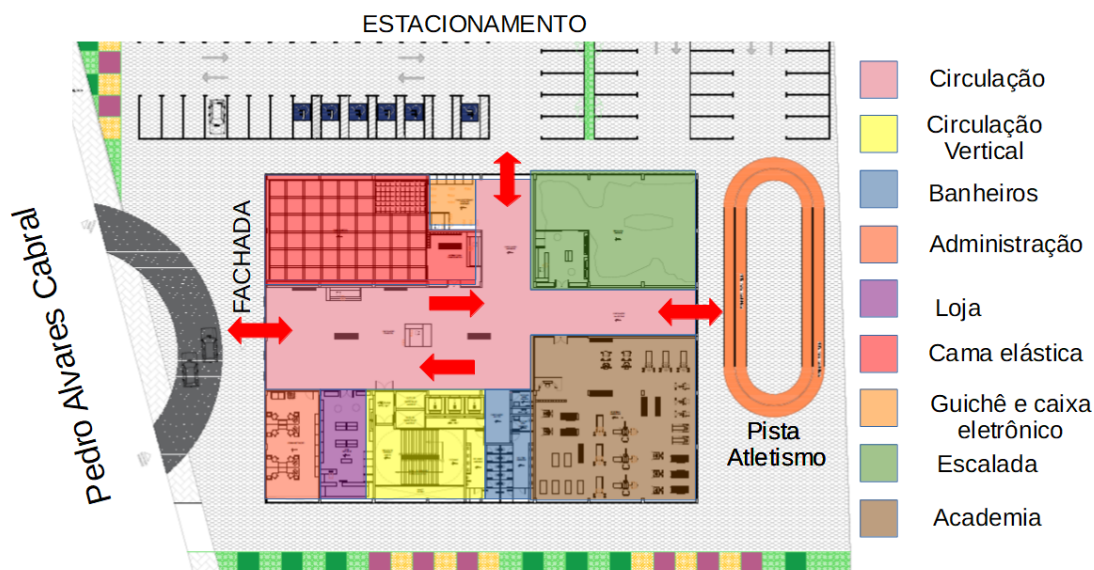 ESTACIONAMENTO
FACHADA
Pedro Alvares Cabral
Pista
Atletismo
Circulação
Circulação
Vertical
Banheiros
Administração
Loja
Cama elástica
Guichê e caixa
eletrônico
Escalada
Academia